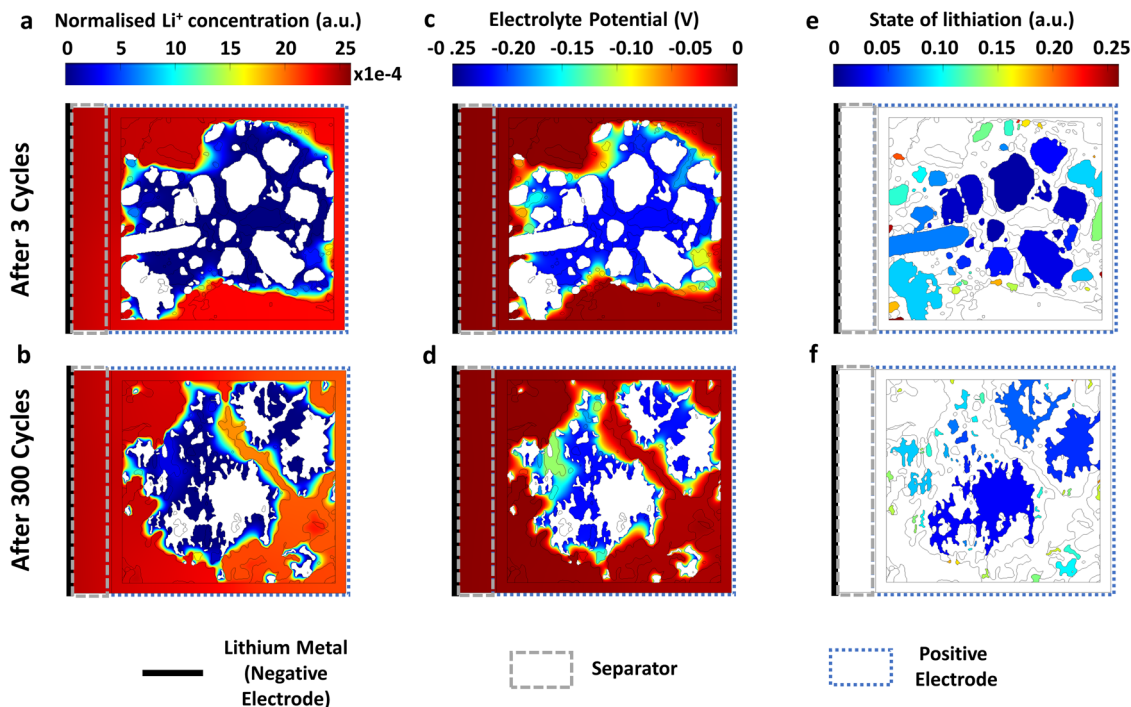 a Normalised Li⁺ concentration (a.u.)
0 5 10 15 20 25
x1e-4
c Electrolyte Potential (V)
-0 .25 -0.20 -0.15 -0.10 -0.05 0
e State of lithiation (a.u.)
0 0.05 0.10 0.15 0.20 0.25
After 3 Cycles
b d f
After 300 Cycles
Lithium Metal
(Negative
Electrode)
Separator
Positive
Electrode